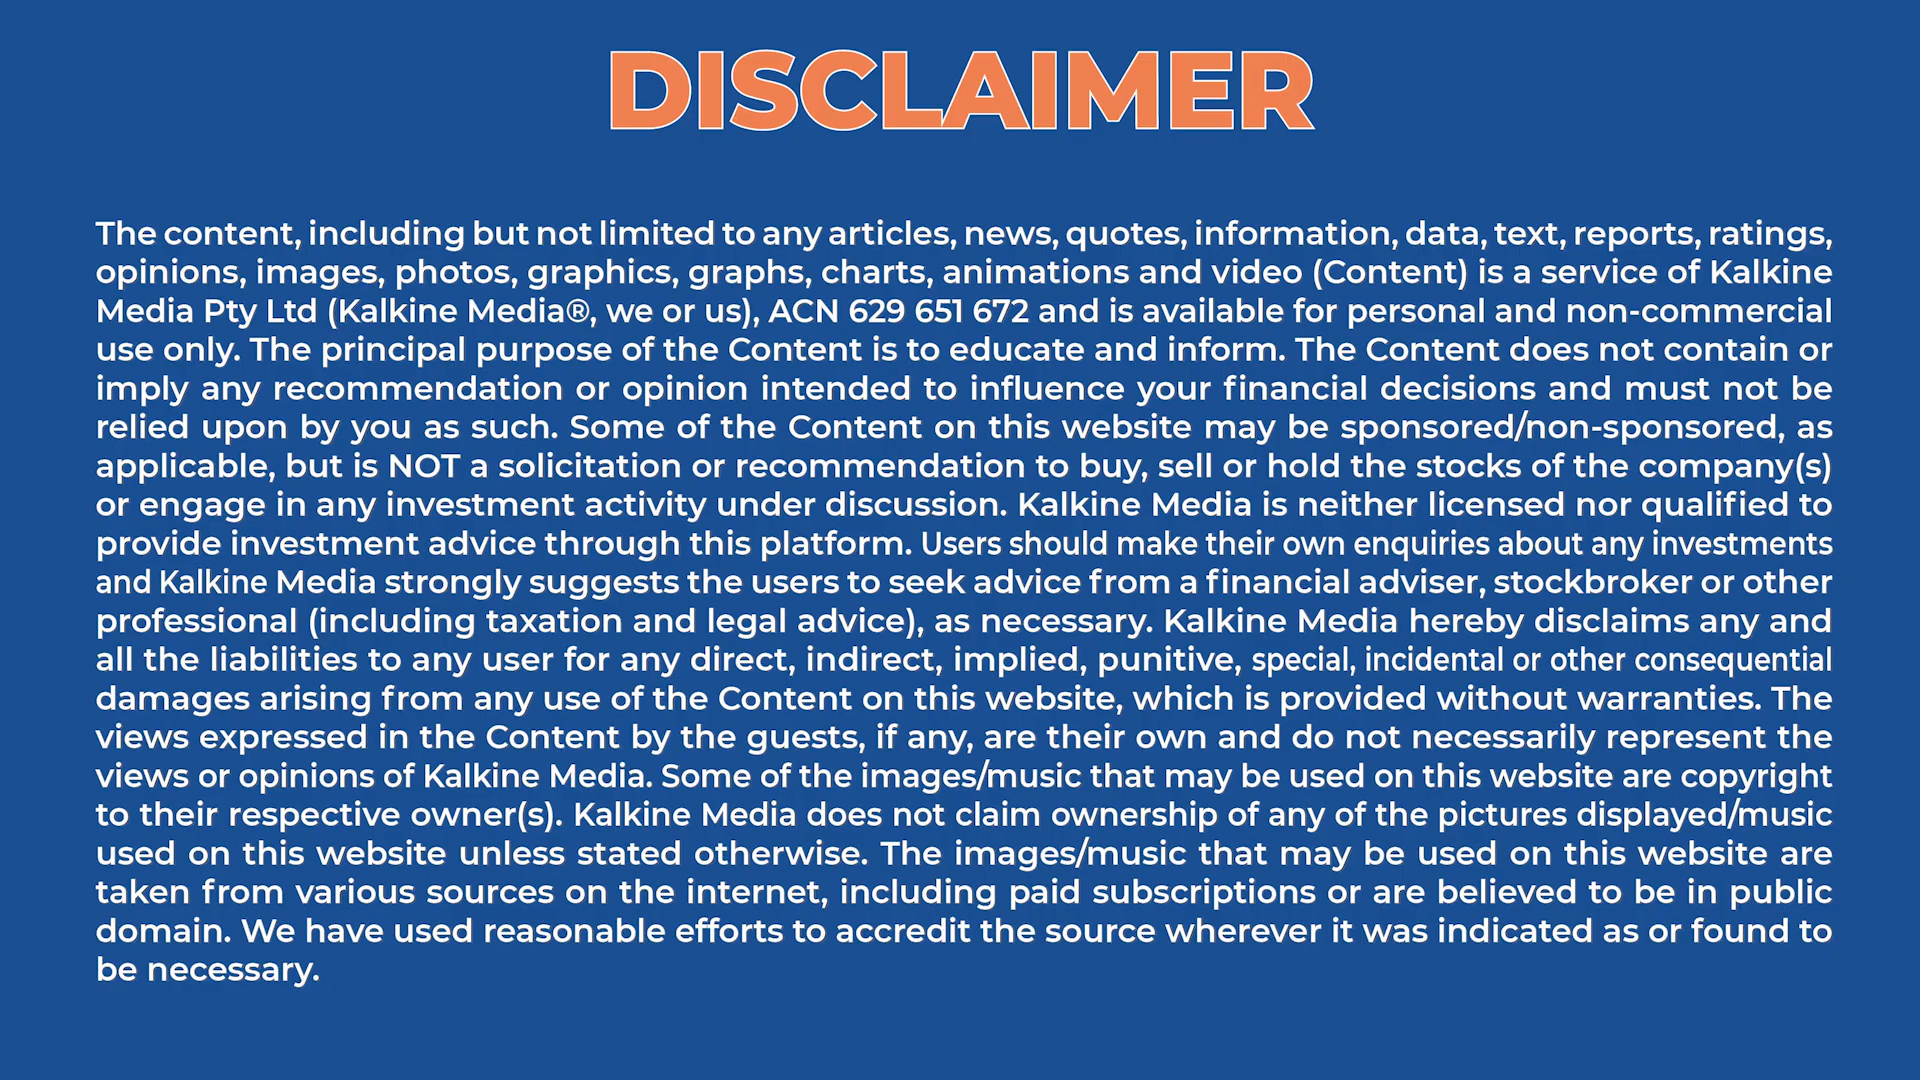 DISCLAIMER
The content, including but not limited to any articles, news, quotes, information, data, text, reports, ratings,
opinions, images, photos, graphics, graphs, charts, animations and video (Content) is a service of Kalkine
Media Pty Ltd (Kalkine Media®, we or us), ACN 629 651 672 and is available for personal and non-commercial
use only. The principal purpose of the Content is to educate and inform. The Content does not contain or
imply any recommendation or opinion intended to influence your financial decisions and must not be
relied upon by you as such. Some of the Content on this website may be sponsored/non-sponsored, as
applicable, but is NOT a solicitation or recommendation to buy, sell or hold the stocks of the company(s)
or engage in any investment activity under discussion. Kalkine Media is neither licensed nor qualified to
provide investment advice through this platform. Users should make their own enquiries about any investments
and Kalkine Media strongly suggests the users to seek advice from a financial adviser, stockbroker or other
professional (including taxation and legal advice), as necessary. Kalkine Media hereby disclaims any and
all the liabilities to any user for any direct, indirect, implied, punitive, special, incidental or other consequential
damages arising from any use of the Content on this website, which is provided without warranties. The
views expressed in the Content by the guests, if any, are their own and do not necessarily represent the
views or opinions of Kalkine Media. Some of the images/music that may be used on this website are copyright
to their respective owner(s). Kalkine Media does not claim ownership of any of the pictures displayed/music
used on this website unless stated otherwise. The images/music that may be used on this website are
taken from various sources on the internet, including paid subscriptions or are believed to be in public
domain. We have used reasonable efforts to accredit the source wherever it was indicated as or found to
be necessary.